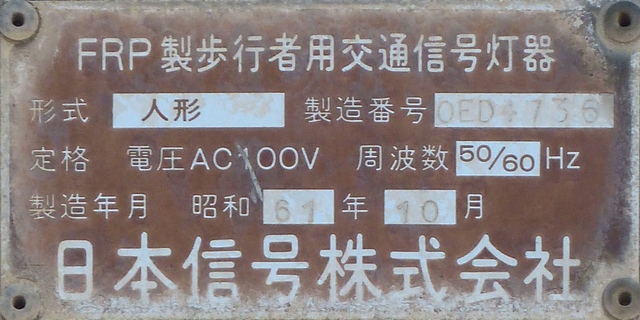 FRP製歩行者用交通信号灯器
形式 人形 製造番号 0ED4736
定格 電圧AC100V 周波数 50/60 Hz
製造年月 昭和 61 年 10 月
日本信号株式会社